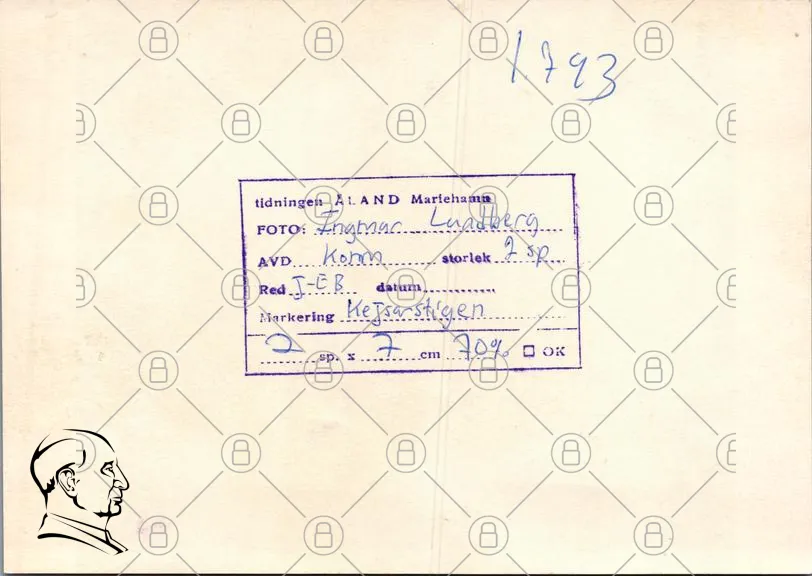 1793
tidningen ÅLAND Mariehamn
FOTO: Ingmar Lundberg
AVD Komm storlek 2 sp
Red J-EB datum
Markering Kejsarstigen
2 sp. x 7 cm 70% ☐ OK